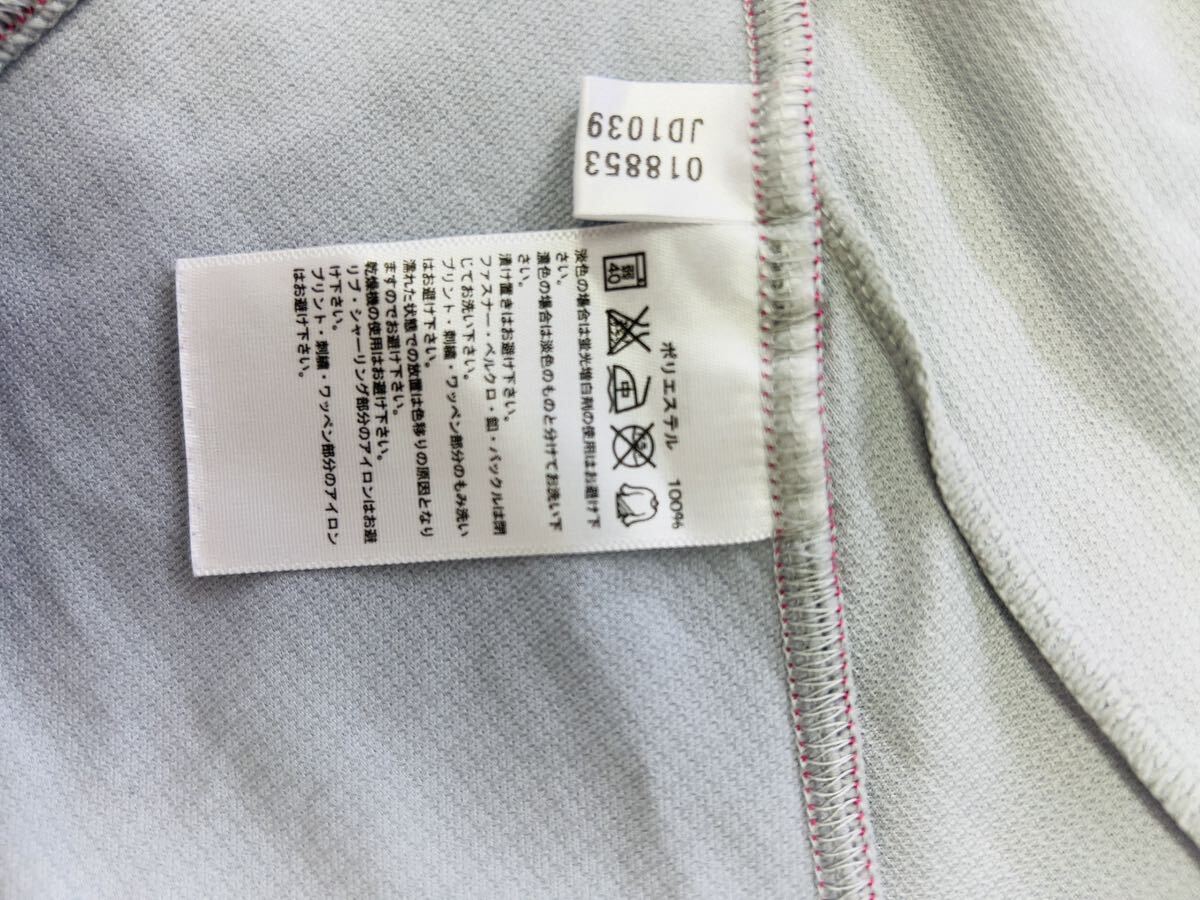 018853
JD1039
ポリエステル 100%
弱
40
中
淡色の場合は蛍光増白剤の使用はお避け下
さい。
濃色の場合は淡色のものと分けてお洗い下
さい。
漬け置きはお避け下さい。
ファスナー・ベルクロ・釦・バックルは閉
じてお洗い下さい。
プリント・刺繍・ワッペン部分のもみ洗い
はお避け下さい。
濡れた状態での放置は色移りの原因となり
ますのでお避け下さい。
乾燥機の使用はお避け下さい。
リブ・シャーリング部分のアイロンはお避
け下さい。
プリント・刺繍・ワッペン部分のアイロン
はお避け下さい。